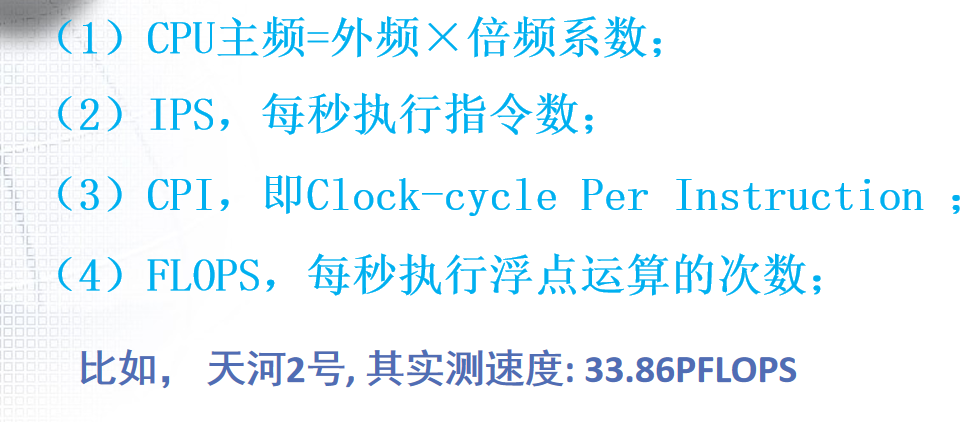 （1）CPU主频=外频×倍频系数；
（2）IPS，每秒执行指令数；
（3）CPI，即Clock-cycle Per Instruction ；
（4）FLOPS，每秒执行浮点运算的次数；
比如， 天河2号, 其实测速度: 33.86PFLOPS